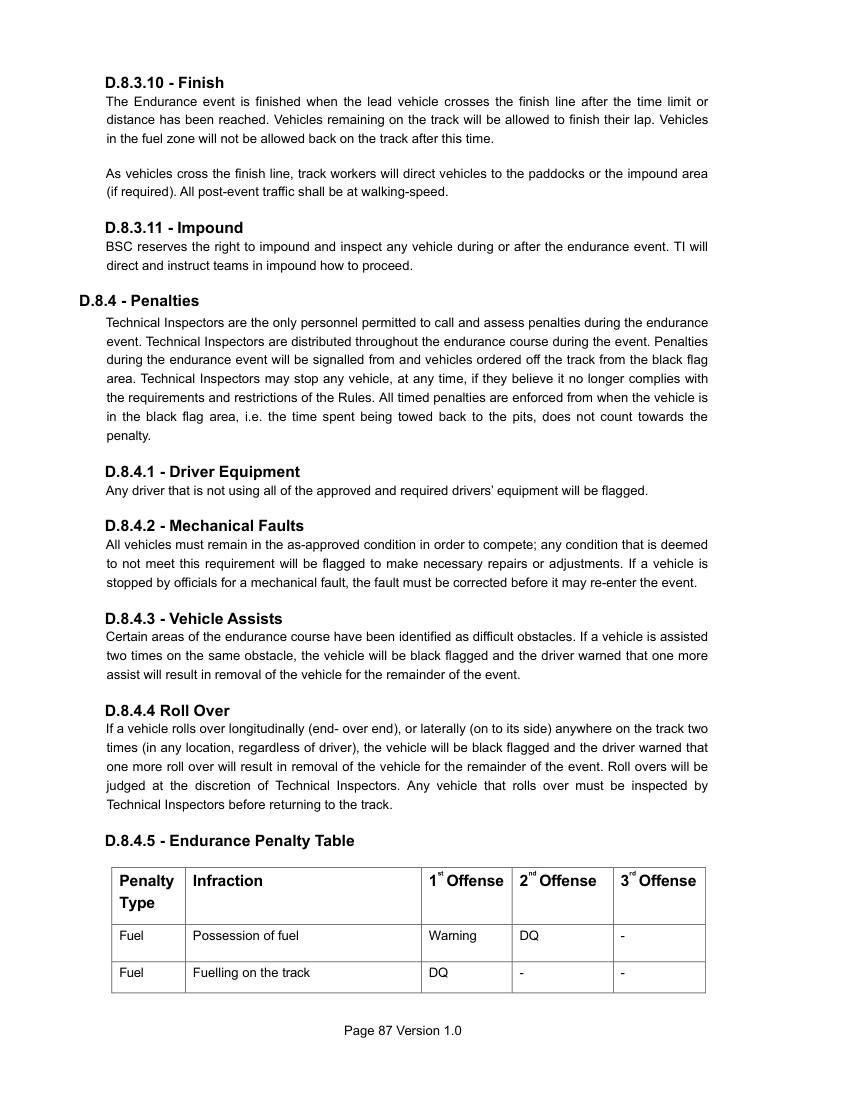 D.8.3.10 - Finish
The Endurance event is finished when the lead vehicle crosses the finish line after the time limit or
distance has been reached. Vehicles remaining on the track will be allowed to finish their lap. Vehicles
in the fuel zone will not be allowed back on the track after this time.
As vehicles cross the finish line, track workers will direct vehicles to the paddocks or the impound area
(if required). All post-event traffic shall be at walking-speed.
D.8.3.11 - Impound
BSC reserves the right to impound and inspect any vehicle during or after the endurance event. TI will
direct and instruct teams in impound how to proceed.
D.8.4 - Penalties
Technical Inspectors are the only personnel permitted to call and assess penalties during the endurance
event. Technical Inspectors are distributed throughout the endurance course during the event. Penalties
during the endurance event will be signalled from and vehicles ordered off the track from the black flag
area. Technical Inspectors may stop any vehicle, at any time, if they believe it no longer complies with
the requirements and restrictions of the Rules. All timed penalties are enforced from when the vehicle is
in the black flag area, i.e. the time spent being towed back to the pits, does not count towards the
penalty.
D.8.4.1 - Driver Equipment
Any driver that is not using all of the approved and required drivers' equipment will be flagged.
D.8.4.2 - Mechanical Faults
All vehicles must remain in the as-approved condition in order to compete; any condition that is deemed
to not meet this requirement will be flagged to make necessary repairs or adjustments. If a vehicle is
stopped by officials for a mechanical fault, the fault must be corrected before it may re-enter the event.
D.8.4.3 - Vehicle Assists
Certain areas of the endurance course have been identified as difficult obstacles. If a vehicle is assisted
two times on the same obstacle, the vehicle will be black flagged and the driver warned that one more
assist will result in removal of the vehicle for the remainder of the event.
D.8.4.4 Roll Over
If a vehicle rolls over longitudinally (end- over end), or laterally (on to its side) anywhere on the track two
times (in any location, regardless of driver), the vehicle will be black flagged and the driver warned that
one more roll over will result in removal of the vehicle for the remainder of the event. Roll overs will be
judged at the discretion of Technical Inspectors. Any vehicle that rolls over must be inspected by
Technical Inspectors before returning to the track.
D.8.4.5 - Endurance Penalty Table
Penalty Type Infraction 1st Offense 2nd Offense 3rd Offense
Fuel Possession of fuel Warning DQ -
Fuel Fuelling on the track DQ - -
Page 87 Version 1.0